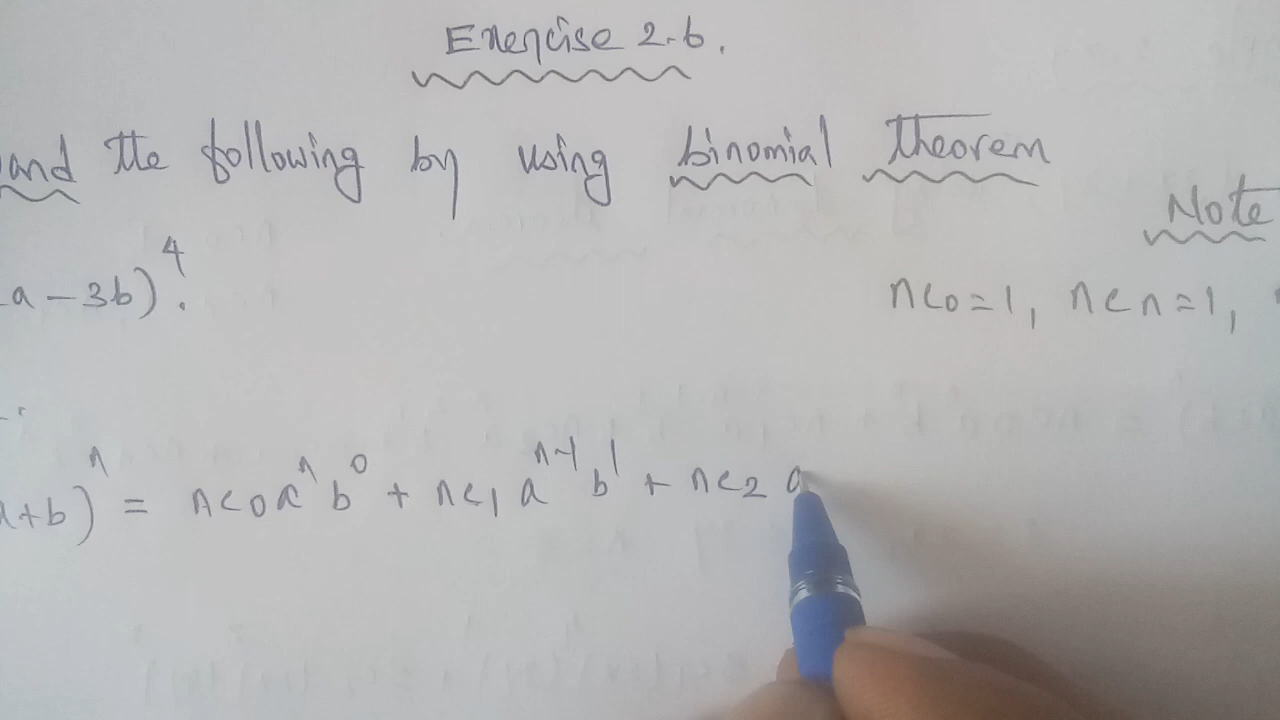 Exercise 2.6.
and the following by using binomial theorem
Note
a - 3b)⁴.
nc₀ = 1, ncₙ = 1,
a+b)ⁿ = nc₀ aⁿ b⁰ + nc₁ aⁿ⁻¹ b¹ + nc₂ a